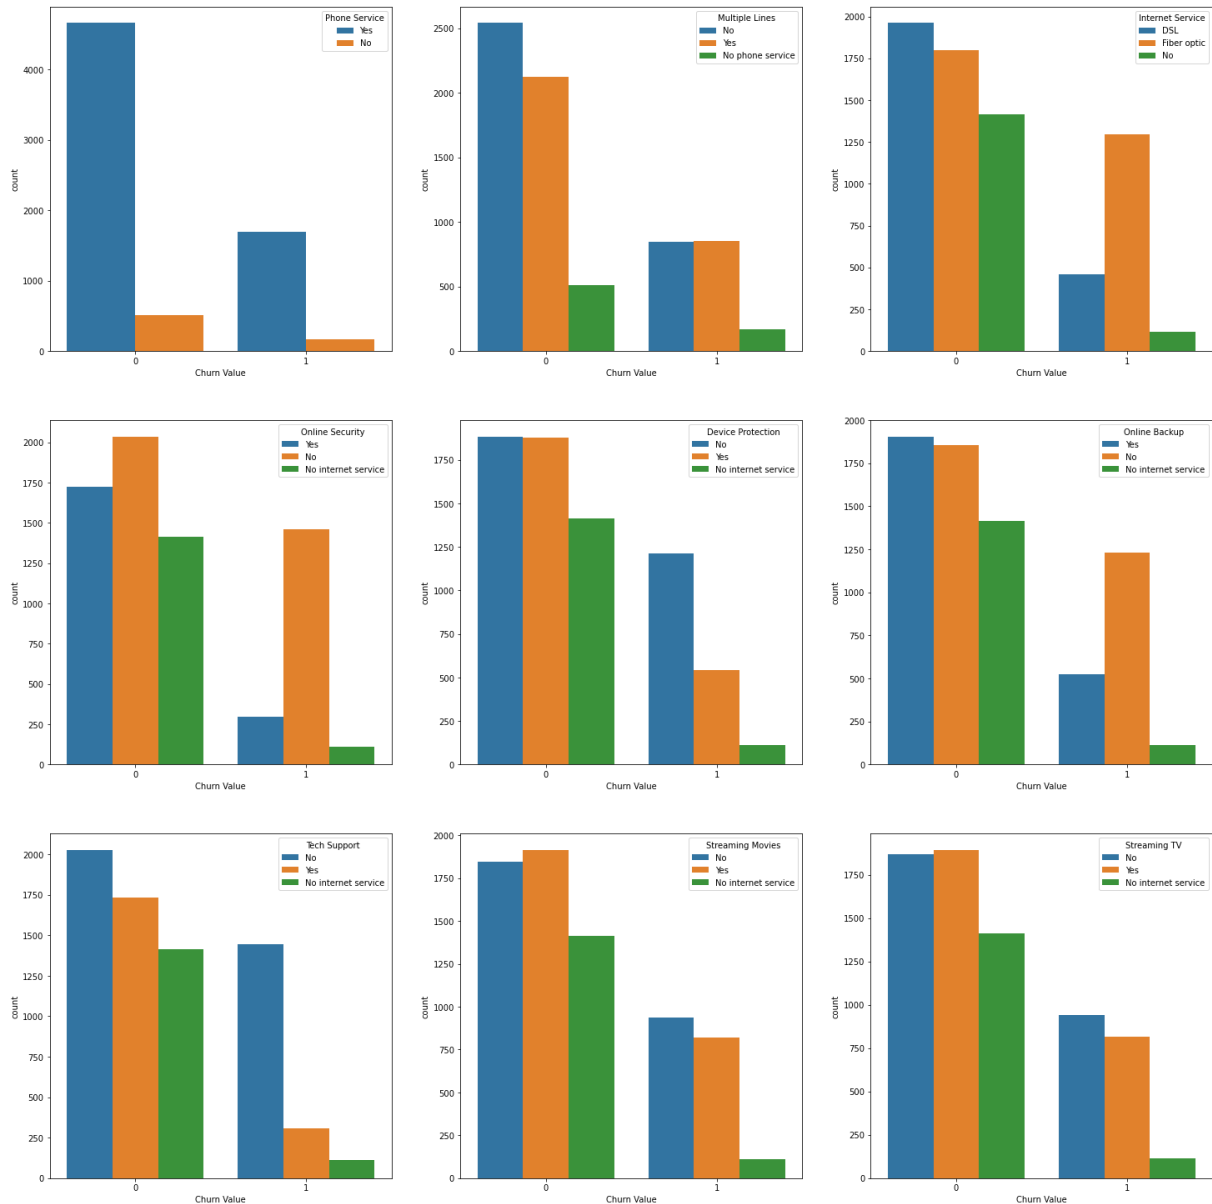 Phone Service
Yes
No
4000
3000
2000
1000
0
count
0 1
Churn Value
Multiple Lines
No
Yes
No phone service
2500
2000
1500
1000
500
0
count
0 1
Churn Value
Internet Service
DSL
Fiber optic
No
2000
1750
1500
1250
1000
750
500
250
0
count
0 1
Churn Value
Online Security
Yes
No
No internet service
2000
1750
1500
1250
1000
750
500
250
0
count
0 1
Churn Value
Device Protection
No
Yes
No internet service
1750
1500
1250
1000
750
500
250
0
count
0 1
Churn Value
Online Backup
Yes
No
No internet service
2000
1750
1500
1250
1000
750
500
250
0
count
0 1
Churn Value
Tech Support
No
Yes
No internet service
2000
1750
1500
1250
1000
750
500
250
0
count
0 1
Churn Value
Streaming Movies
No
Yes
No internet service
2000
1750
1500
1250
1000
750
500
250
0
count
0 1
Churn Value
Streaming TV
No
Yes
No internet service
1750
1500
1250
1000
750
500
250
0
count
0 1
Churn Value